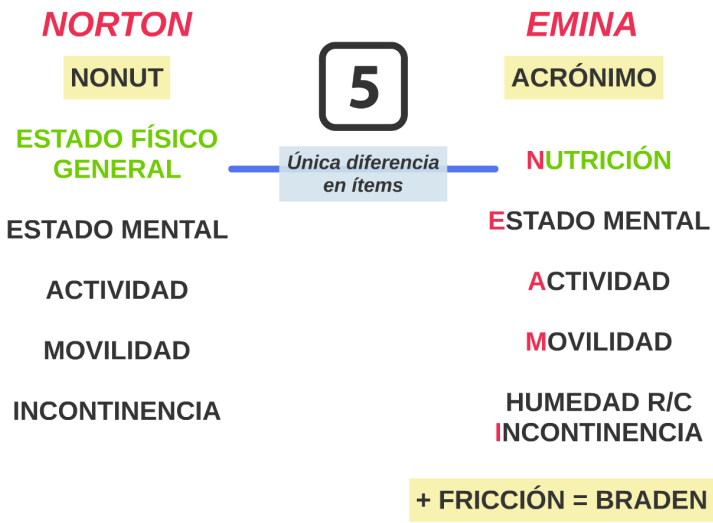 NORTON
NONUT
ESTADO FÍSICO
GENERAL
ESTADO MENTAL
ACTIVIDAD
MOVILIDAD
INCONTINENCIA
5
Única diferencia
en ítems
EMINA
ACRÓNIMO
NUTRICIÓN
ESTADO MENTAL
ACTIVIDAD
MOVILIDAD
HUMEDAD R/C
INCONTINENCIA
+ FRICCIÓN = BRADEN